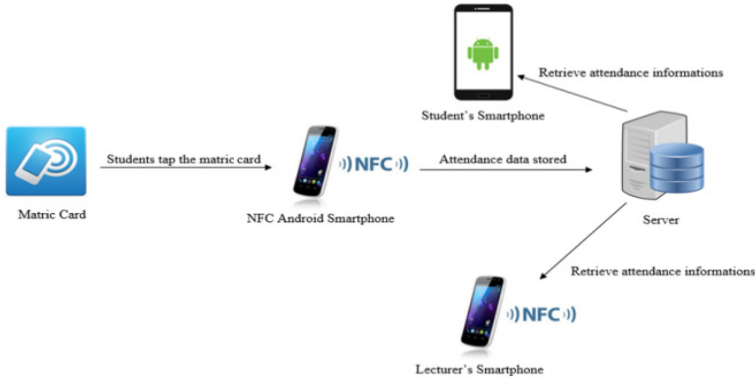 Retrieve attendance informations
Student's Smartphone
Students tap the matric card
NFC
Attendance data stored
Matric Card
NFC Android Smartphone
Server
Retrieve attendance informations
NFC
Lecturer's Smartphone